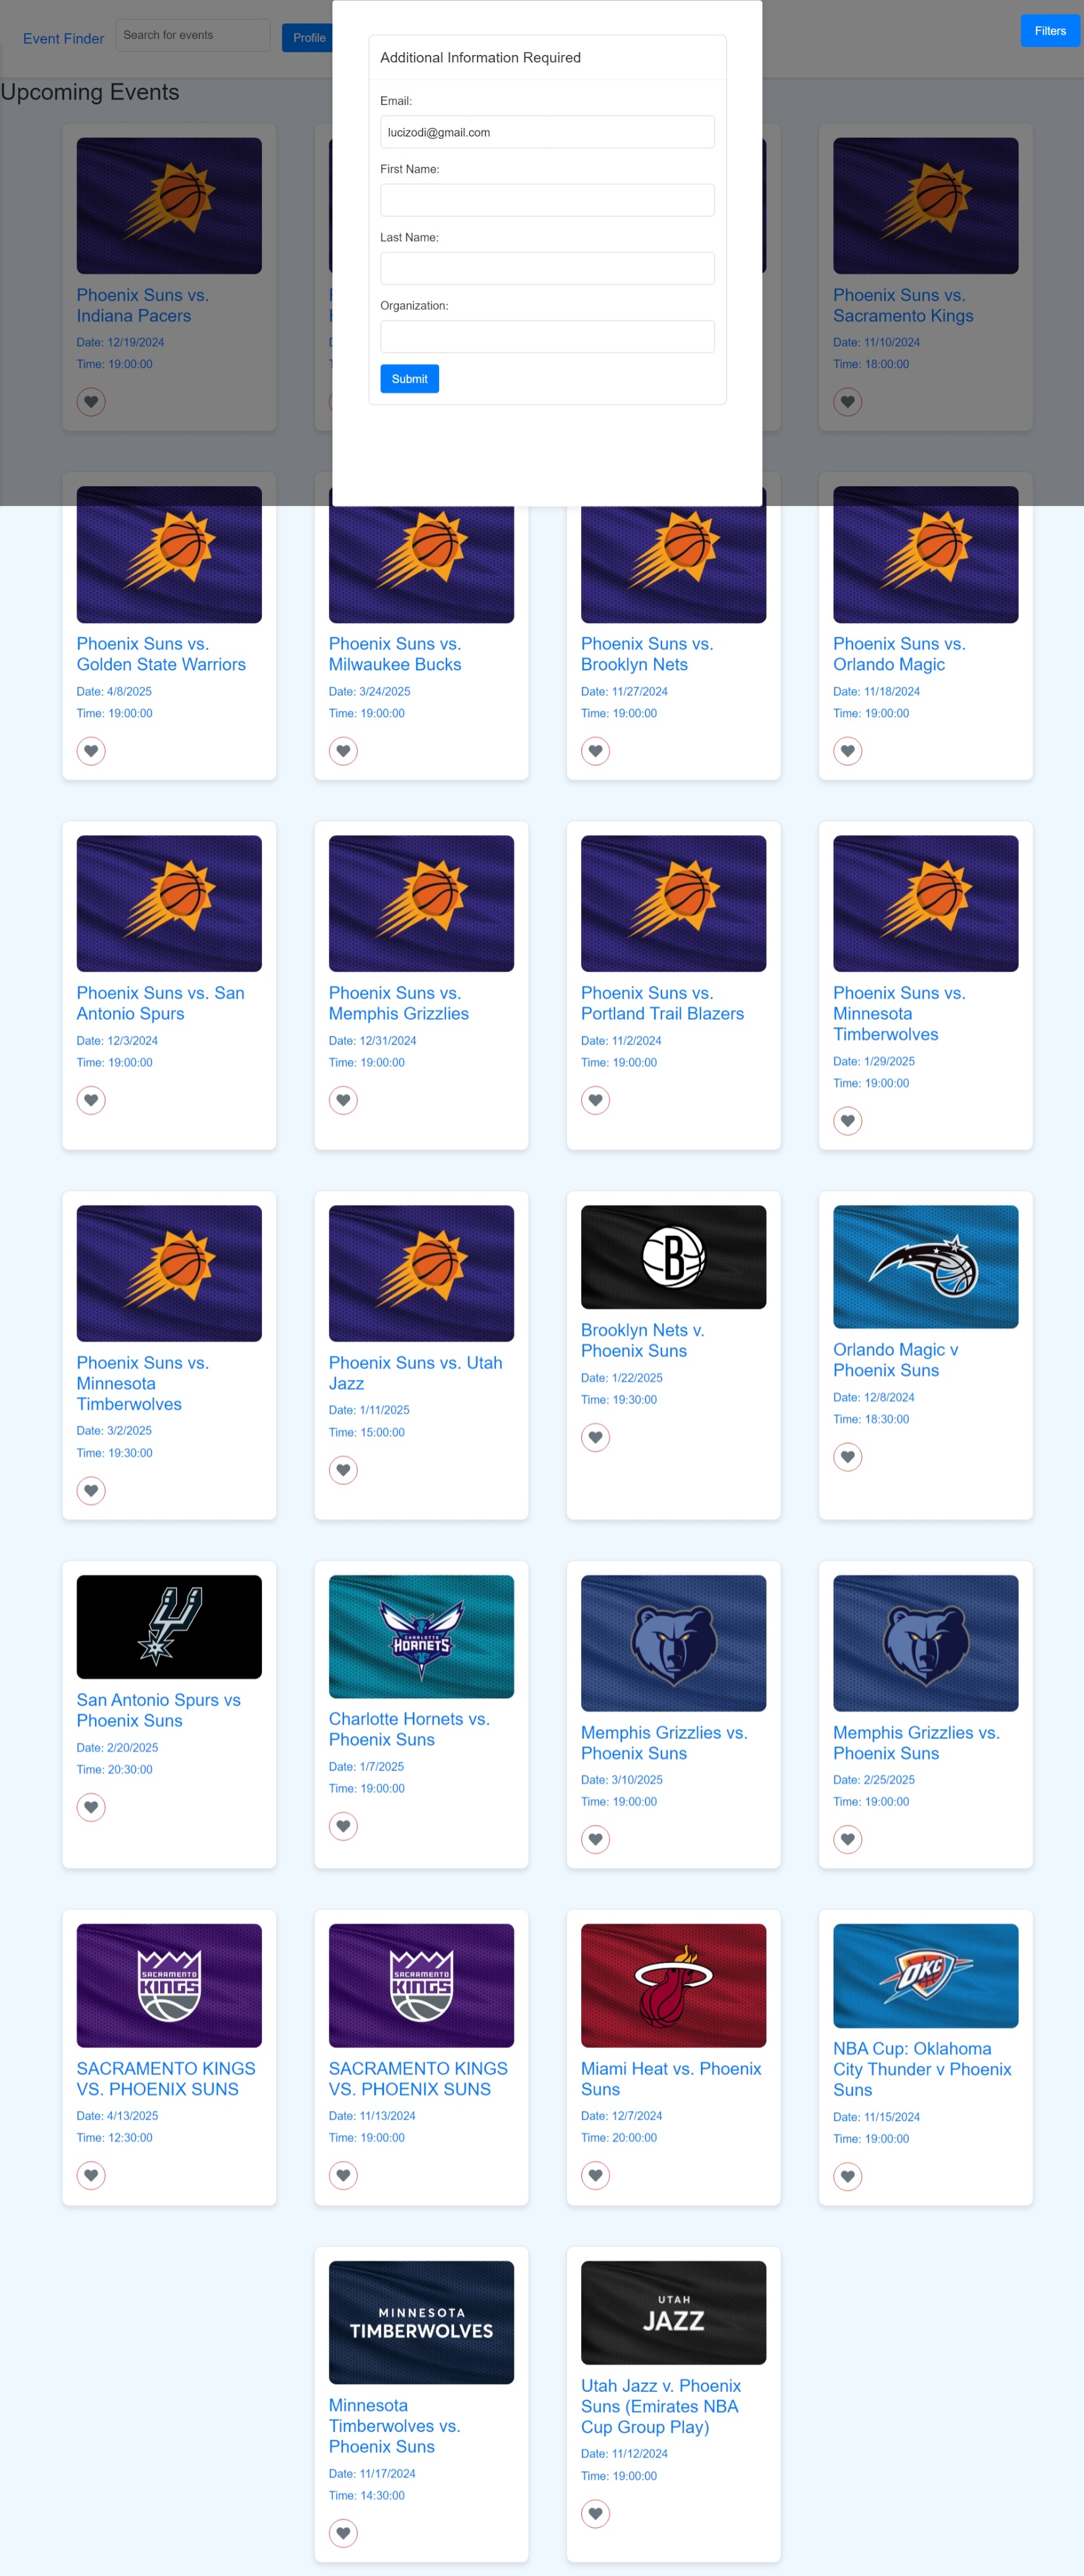 Event Finder
Search for events
Profile
Filters
Additional Information Required
Email:
lucizodi@gmail.com
First Name:
Last Name:
Organization:
Submit
Upcoming Events
Phoenix Suns vs.
Indiana Pacers
Date: 12/19/2024
Time: 19:00:00
Phoenix Suns vs.
Sacramento Kings
Date: 11/10/2024
Time: 18:00:00
Phoenix Suns vs.
Golden State Warriors
Date: 4/8/2025
Time: 19:00:00
Phoenix Suns vs.
Milwaukee Bucks
Date: 3/24/2025
Time: 19:00:00
Phoenix Suns vs.
Brooklyn Nets
Date: 11/27/2024
Time: 19:00:00
Phoenix Suns vs.
Orlando Magic
Date: 11/18/2024
Time: 19:00:00
Phoenix Suns vs. San
Antonio Spurs
Date: 12/3/2024
Time: 19:00:00
Phoenix Suns vs.
Memphis Grizzlies
Date: 12/31/2024
Time: 19:00:00
Phoenix Suns vs.
Portland Trail Blazers
Date: 11/2/2024
Time: 19:00:00
Phoenix Suns vs.
Minnesota
Timberwolves
Date: 1/29/2025
Time: 19:00:00
Phoenix Suns vs.
Minnesota
Timberwolves
Date: 3/2/2025
Time: 19:30:00
Phoenix Suns vs. Utah
Jazz
Date: 1/11/2025
Time: 15:00:00
B
Brooklyn Nets v.
Phoenix Suns
Date: 1/22/2025
Time: 19:30:00
Orlando Magic v
Phoenix Suns
Date: 12/8/2024
Time: 18:30:00
San Antonio Spurs vs
Phoenix Suns
Date: 2/20/2025
Time: 20:30:00
CHARLOTTE
HORNETS
Charlotte Hornets vs.
Phoenix Suns
Date: 1/7/2025
Time: 19:00:00
Memphis Grizzlies vs.
Phoenix Suns
Date: 3/10/2025
Time: 19:00:00
Memphis Grizzlies vs.
Phoenix Suns
Date: 2/25/2025
Time: 19:00:00
SACRAMENTO
KINGS
SACRAMENTO KINGS
VS. PHOENIX SUNS
Date: 4/13/2025
Time: 12:30:00
SACRAMENTO
KINGS
SACRAMENTO KINGS
VS. PHOENIX SUNS
Date: 11/13/2024
Time: 19:00:00
Miami Heat vs. Phoenix
Suns
Date: 12/7/2024
Time: 20:00:00
OKC
NBA Cup: Oklahoma
City Thunder v Phoenix
Suns
Date: 11/15/2024
Time: 19:00:00
MINNESOTA
TIMBERWOLVES
Minnesota
Timberwolves vs.
Phoenix Suns
Date: 11/17/2024
Time: 14:30:00
UTAH
JAZZ
Utah Jazz v. Phoenix
Suns (Emirates NBA
Cup Group Play)
Date: 11/12/2024
Time: 19:00:00